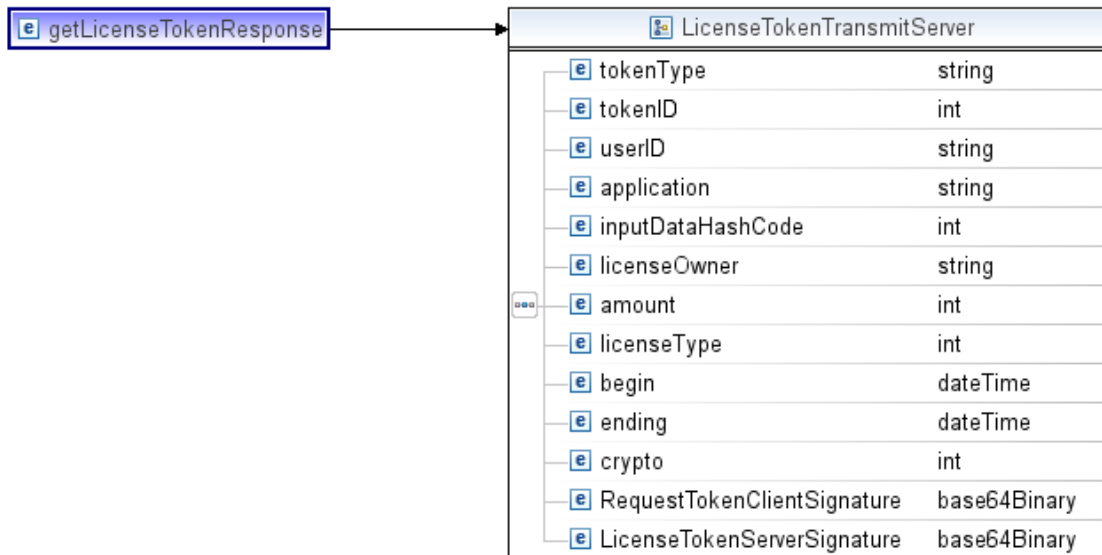 e getLicenseTokenResponse
LicenseTokenTransmitServer
e tokenType string
e tokenID int
e userID string
e application string
e inputDataHashCode int
e licenseOwner string
e amount int
e licenseType int
e begin dateTime
e ending dateTime
e crypto int
e RequestTokenClientSignature base64Binary
e LicenseTokenServerSignature base64Binary